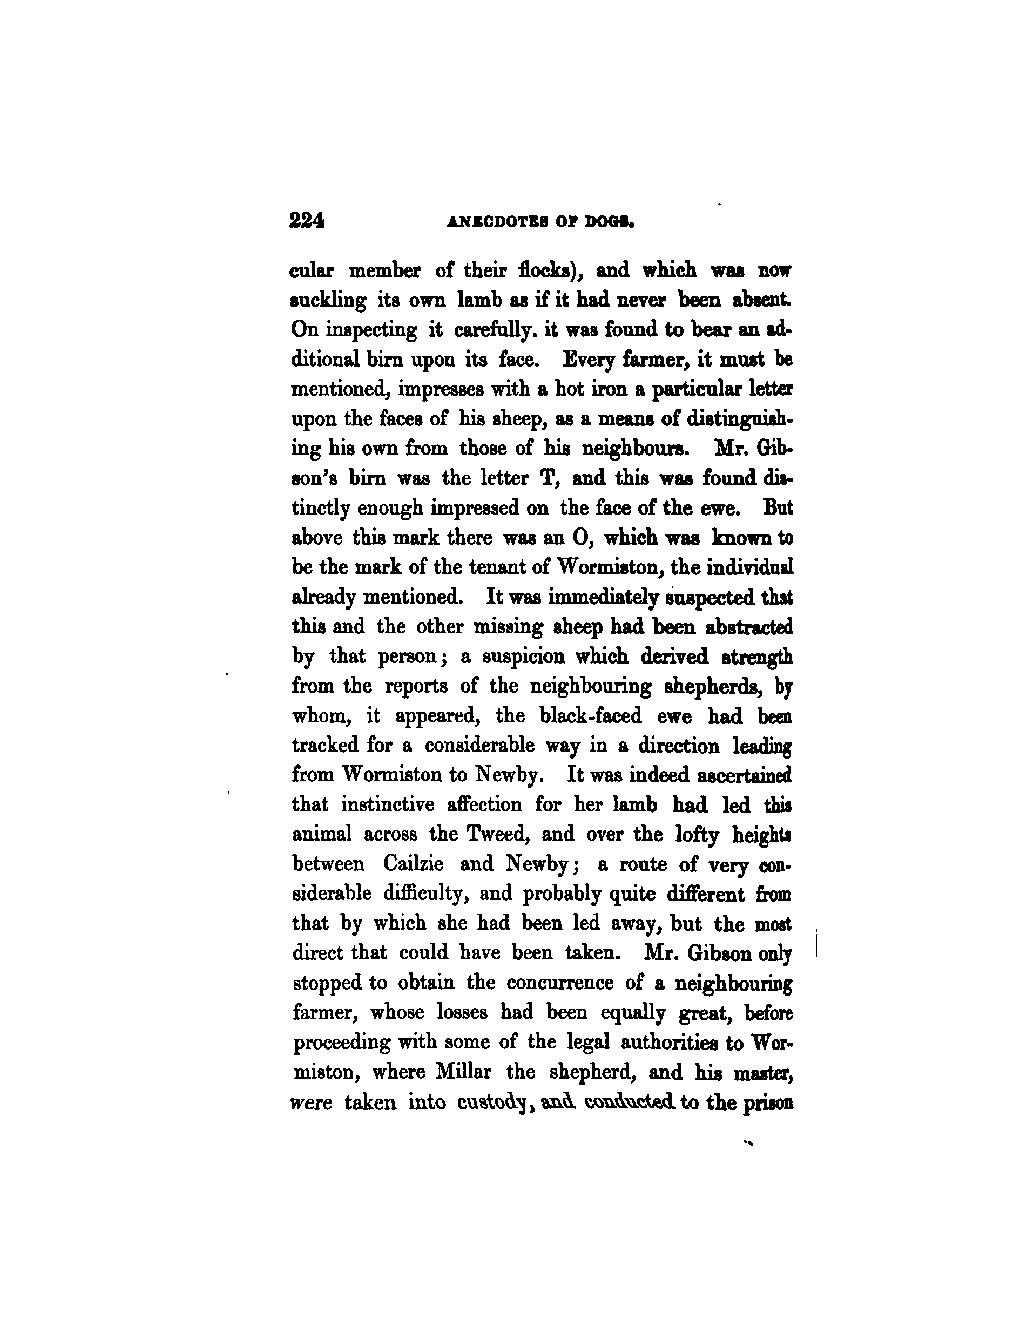 224 ANECDOTES OF DOGS.
cular member of their flocks), and which was now
suckling its own lamb as if it had never been absent.
On inspecting it carefully. it was found to bear an ad-
ditional birn upon its face. Every farmer, it must be
mentioned, impresses with a hot iron a particular letter
upon the faces of his sheep, as a means of distinguish-
ing his own from those of his neighbours. Mr. Gib-
son's birn was the letter T, and this was found dis-
tinctly enough impressed on the face of the ewe. But
above this mark there was an O, which was known to
be the mark of the tenant of Wormiston, the individual
already mentioned. It was immediately suspected that
this and the other missing sheep had been abstracted
by that person; a suspicion which derived strength
from the reports of the neighbouring shepherds, by
whom, it appeared, the black-faced ewe had been
tracked for a considerable way in a direction leading
from Wormiston to Newby. It was indeed ascertained
that instinctive affection for her lamb had led this
animal across the Tweed, and over the lofty heights
between Cailzie and Newby; a route of very con-
siderable difficulty, and probably quite different from
that by which she had been led away, but the most
direct that could have been taken. Mr. Gibson only
stopped to obtain the concurrence of a neighbouring
farmer, whose losses had been equally great, before
proceeding with some of the legal authorities to Wor-
miston, where Millar the shepherd, and his master,
were taken into custody, and conducted to the prison